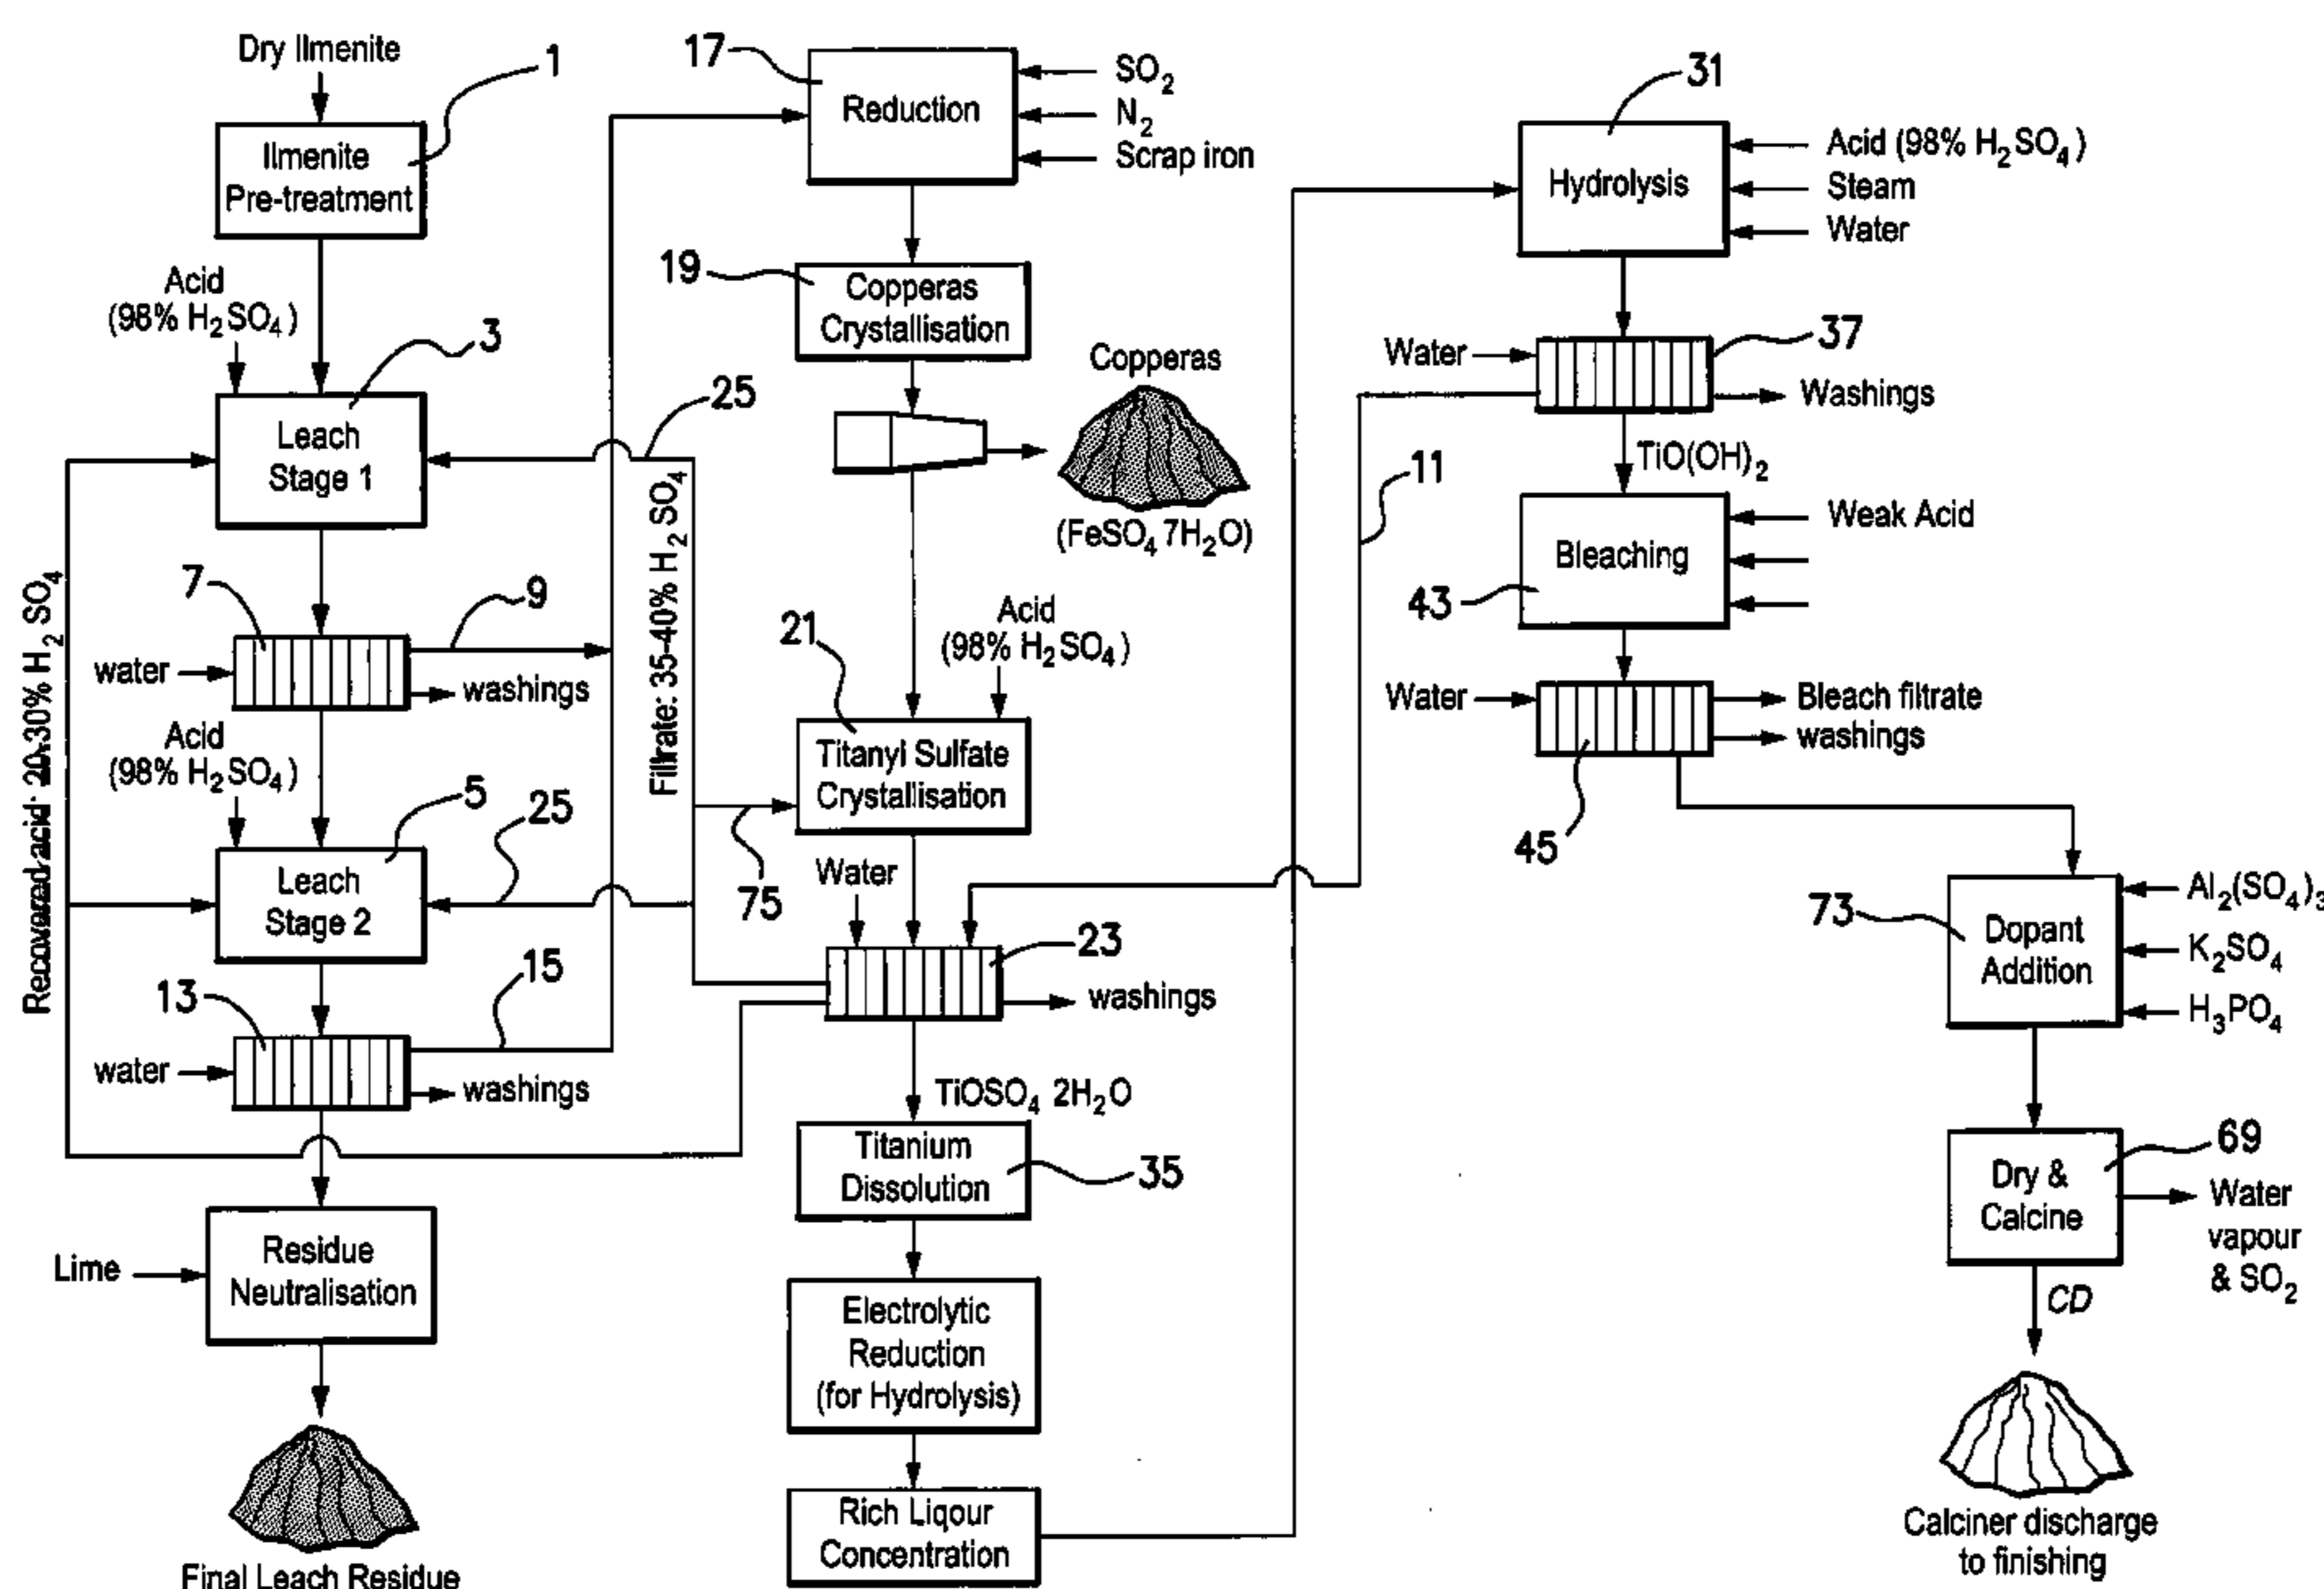 Dry Ilmenite
1
Ilmenite
Pre-treatment
Acid
(98% H₂SO₄)
3
Leach
Stage 1
25
7
9
water
washings
Acid
(98% H₂SO₄)
5
25
Leach
Stage 2
13
15
water
washings
Lime
Residue
Neutralisation
Final Leach Residue
Recovered acid: 20-30% H₂SO₄
Filtrate: 35-40% H₂SO₄
17
Reduction
SO₂
N₂
Scrap iron
19
Copperas
Crystallisation
Copperas
(FeSO₄ 7H₂O)
21
Acid
(98% H₂SO₄)
Titanyl Sulfate
Crystallisation
75
Water
23
washings
TiOSO₄ 2H₂O
Titanium
Dissolution
35
Electrolytic
Reduction
(for Hydrolysis)
Rich Liqour
Concentration
31
Hydrolysis
Acid (98% H₂SO₄)
Steam
Water
37
Water
Washings
11
TiO(OH)₂
Bleaching
Weak Acid
43
Water
Bleach filtrate
washings
45
73
Dopant
Addition
Al₂(SO₄)₃
K₂SO₄
H₃PO₄
69
Dry &
Calcine
Water
vapour
& SO₂
CD
Calciner discharge
to finishing